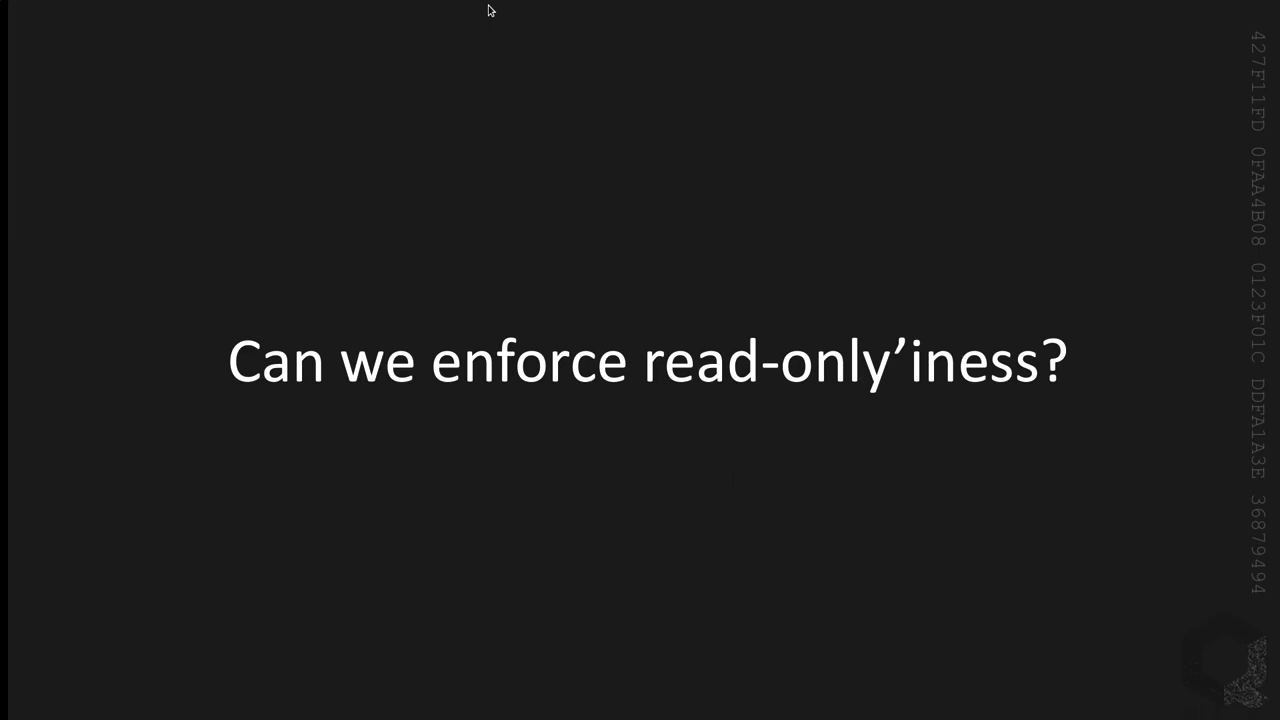 Can we enforce read-only’iness?
427F11FD 0FAA4B08 0123F01C DDFA1A3E 36879494